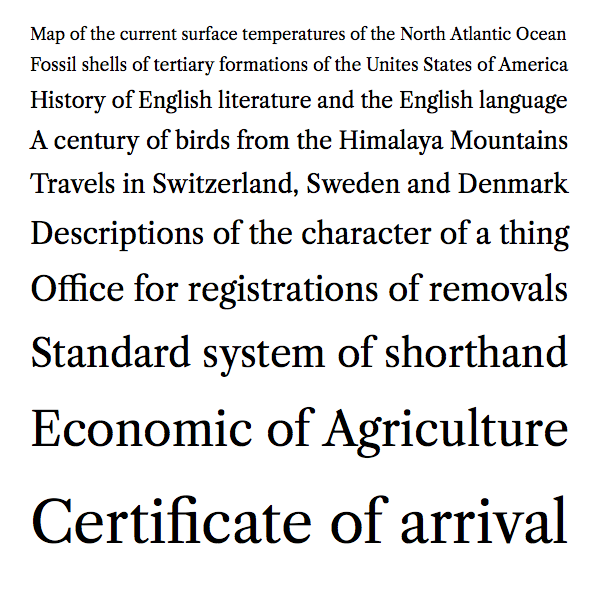 Map of the current surface temperatures of the North Atlantic Ocean
Fossil shells of tertiary formations of the Unites States of America
History of English literature and the English language
A century of birds from the Himalaya Mountains
Travels in Switzerland, Sweden and Denmark
Descriptions of the character of a thing
Office for registrations of removals
Standard system of shorthand
Economic of Agriculture
Certificate of arrival